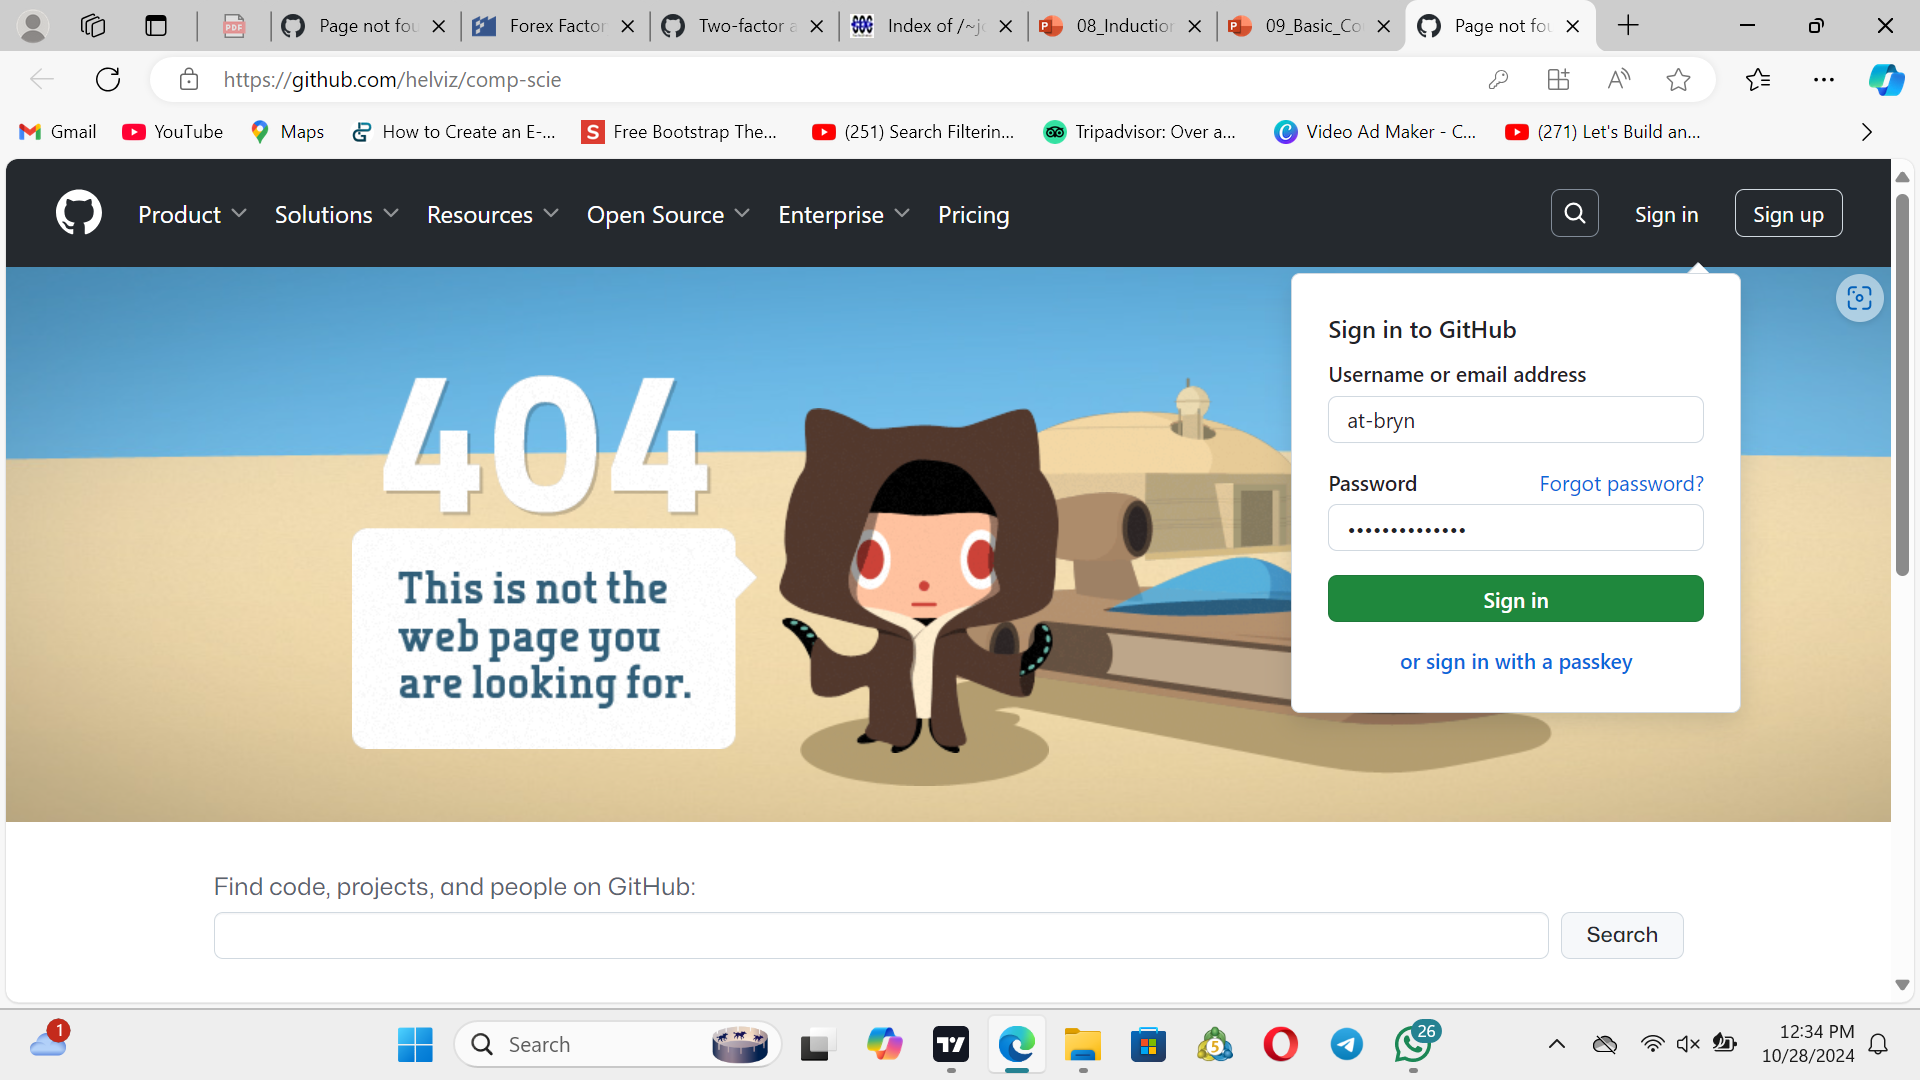 PDF
Page not fou
Forex Factor
Two-factor a
Index of /~jo
08_Induction
09_Basic_Co
Page not fou
https://github.com/helviz/comp-scie
Gmail
YouTube
Maps
How to Create an E-...
Free Bootstrap The...
(251) Search Filterin...
Tripadvisor: Over a...
Video Ad Maker - C...
(271) Let's Build an...
Product
Solutions
Resources
Open Source
Enterprise
Pricing
Sign in
Sign up
404
This is not the
web page you
are looking for.
Sign in to GitHub
Username or email address
at-bryn
Password
Forgot password?
••••••••••••••
Sign in
or sign in with a passkey
Find code, projects, and people on GitHub:
Search
1
Search
5
26
12:34 PM
10/28/2024